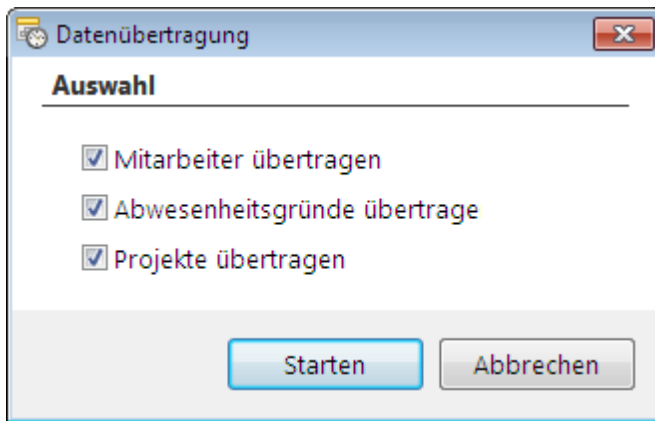 Datenübertragung
Auswahl
Mitarbeiter übertragen
Abwesenheitsgründe übertrage
Projekte übertragen
Starten Abbrechen